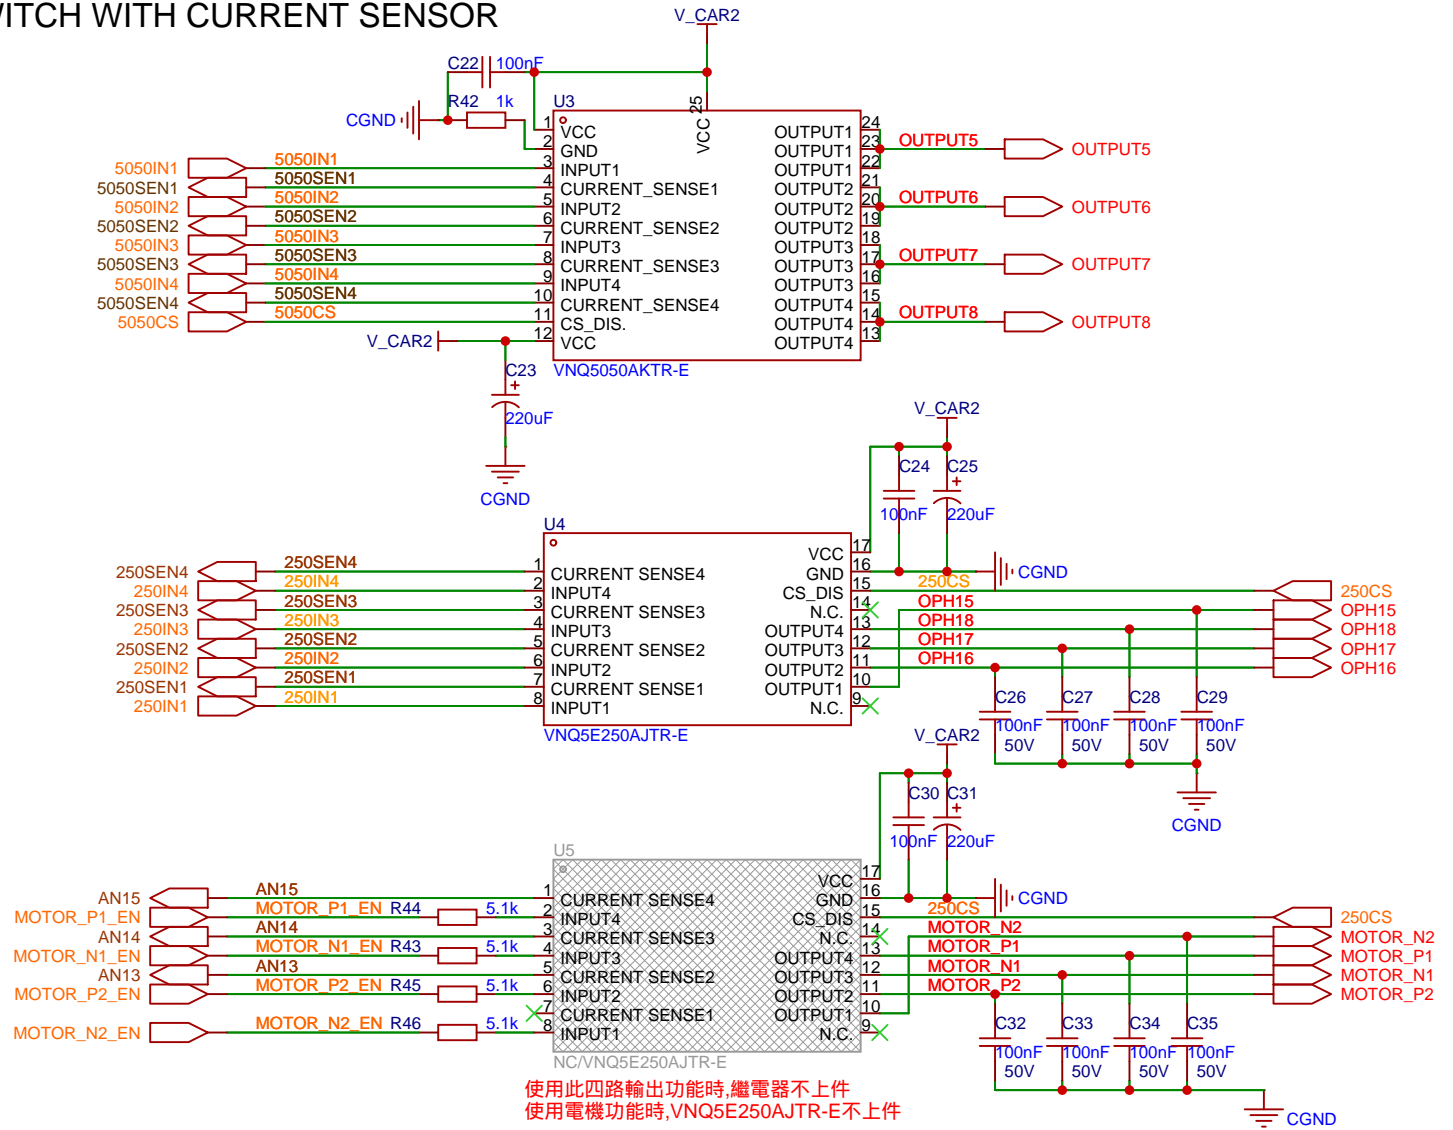 WITCH WITH CURRENT SENSOR
V_CAR2
C22 100nF
R42 1k
CGND
U3
VCC 25
1 VCC
2 GND
3 INPUT1
4 CURRENT_SENSE1
5 INPUT2
6 CURRENT_SENSE2
7 INPUT3
8 CURRENT_SENSE3
9 INPUT4
10 CURRENT_SENSE4
11 CS_DIS.
12 VCC
OUTPUT1 24
OUTPUT1 23
OUTPUT1 22
OUTPUT2 21
OUTPUT2 20
OUTPUT2 19
OUTPUT3 18
OUTPUT3 17
OUTPUT3 16
OUTPUT4 15
OUTPUT4 14
OUTPUT4 13
5050IN1 5050IN1
5050SEN1 5050SEN1
5050IN2 5050IN2
5050SEN2 5050SEN2
5050IN3 5050IN3
5050SEN3 5050SEN3
5050IN4 5050IN4
5050SEN4 5050SEN4
5050CS 5050CS
OUTPUT5 OUTPUT5
OUTPUT6 OUTPUT6
OUTPUT7 OUTPUT7
OUTPUT8 OUTPUT8
V_CAR2
VNQ5050AKTR-E
C23
+
220uF
CGND
V_CAR2
C24 C25
+
100nF 220uF
CGND
U4
250SEN4 250SEN4 1 CURRENT SENSE4
250IN4 250IN4 2 INPUT4
250SEN3 250SEN3 3 CURRENT SENSE3
250IN3 250IN3 4 INPUT3
250SEN2 250SEN2 5 CURRENT SENSE2
250IN2 250IN2 6 INPUT2
250SEN1 250SEN1 7 CURRENT SENSE1
250IN1 250IN1 8 INPUT1
VCC 17
GND 16
CS_DIS 15 250CS 250CS
N.C. 14 OPH15 OPH15
OUTPUT4 13 OPH18 OPH18
OUTPUT3 12 OPH17 OPH17
OUTPUT2 11 OPH16 OPH16
OUTPUT1 10
N.C. 9
VNQ5E250AJTR-E
C26 C27 C28 C29
100nF 100nF 100nF 100nF
50V 50V 50V 50V
CGND
V_CAR2
C30 C31
+
100nF 220uF
CGND
U5
AN15 AN15 1 CURRENT SENSE4
MOTOR_P1_EN MOTOR_P1_EN R44 5.1k 2 INPUT4
AN14 AN14 3 CURRENT SENSE3
MOTOR_N1_EN MOTOR_N1_EN R43 5.1k 4 INPUT3
AN13 AN13 5 CURRENT SENSE2
MOTOR_P2_EN MOTOR_P2_EN R45 5.1k 6 INPUT2
7 CURRENT SENSE1
MOTOR_N2_EN MOTOR_N2_EN R46 5.1k 8 INPUT1
VCC 17
GND 16
CS_DIS 15 250CS 250CS
N.C. 14 MOTOR_N2 MOTOR_N2
OUTPUT4 13 MOTOR_P1 MOTOR_P1
OUTPUT3 12 MOTOR_N1 MOTOR_N1
OUTPUT2 11 MOTOR_P2 MOTOR_P2
OUTPUT1 10
N.C. 9
NC/VNQ5E250AJTR-E
C32 C33 C34 C35
100nF 100nF 100nF 100nF
50V 50V 50V 50V
CGND
使用此四路輸出功能時,繼電器不上件
使用電機功能時,VNQ5E250AJTR-E不上件